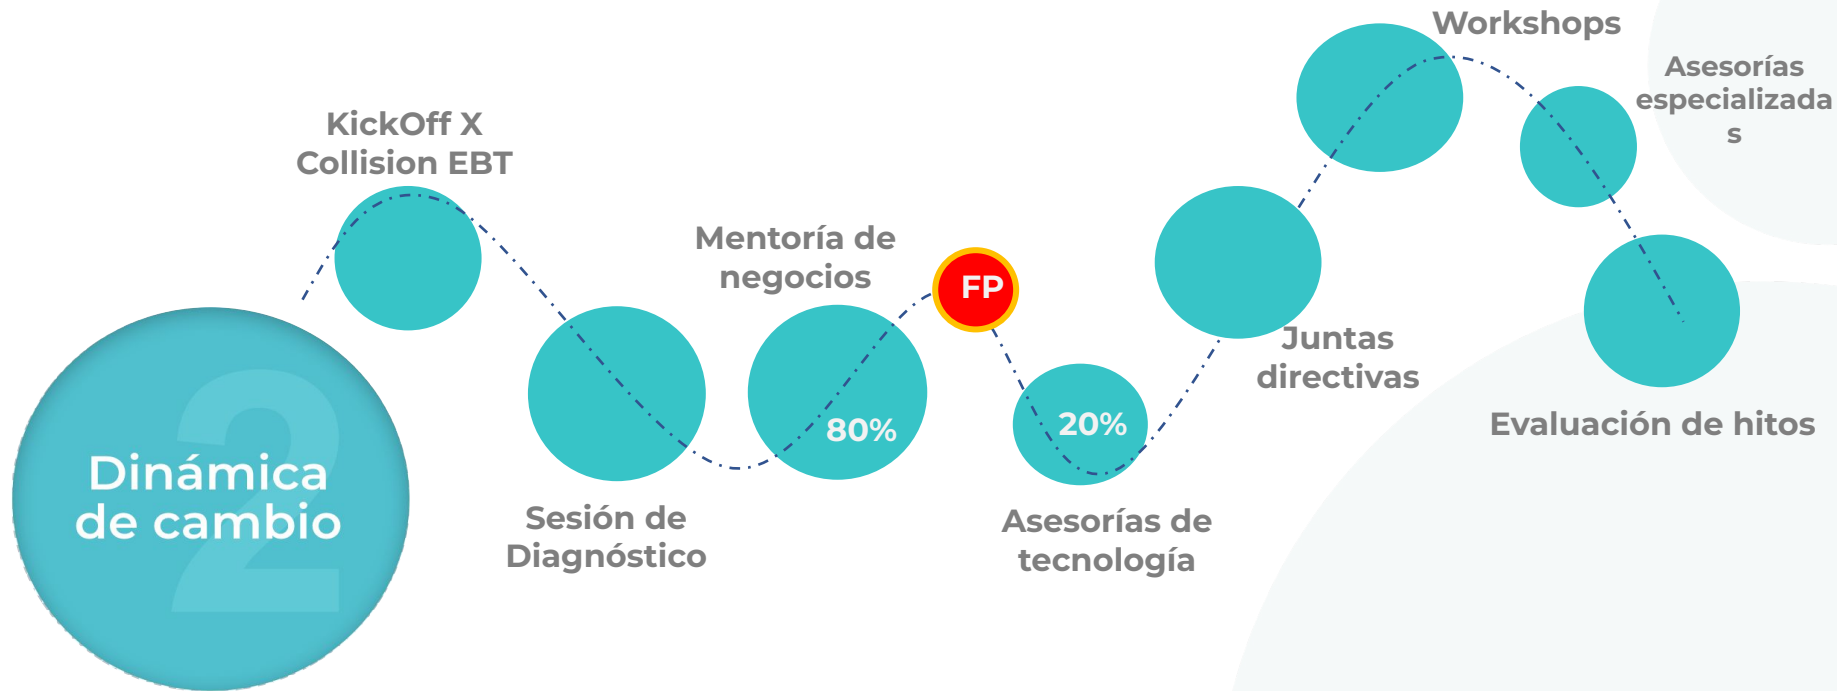 2
Dinámica
de cambio
KickOff X
Collision EBT
Sesión de
Diagnóstico
Mentoría de
negocios
80%
FP
20%
Asesorías de
tecnología
Juntas
directivas
Workshops
Asesorías
especializada
s
Evaluación de hitos